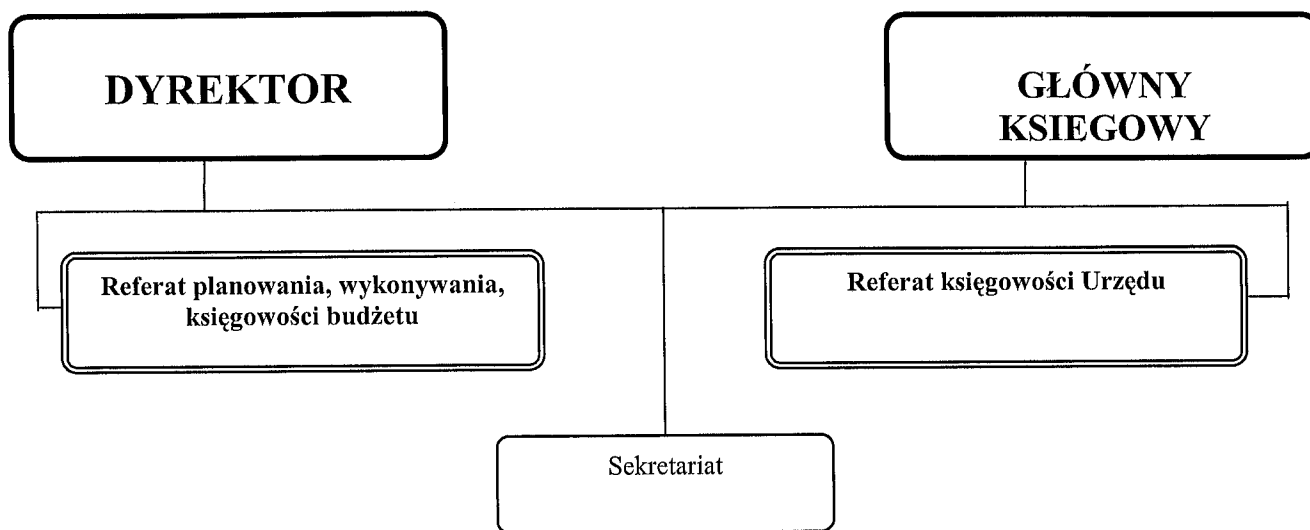 DYREKTOR
GŁÓWNY
KSIEGOWY
Referat planowania, wykonywania,
księgowości budżetu
Referat księgowości Urzędu
Sekretariat